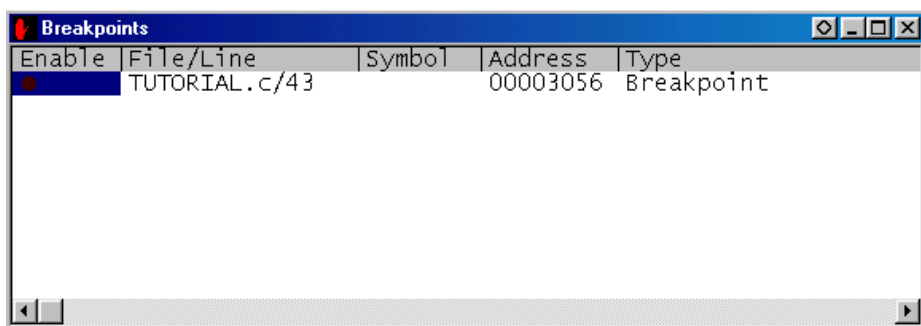 Breakpoints
Enable |File/Line |Symbol |Address |Type
TUTORIAL.c/43 00003056 Breakpoint